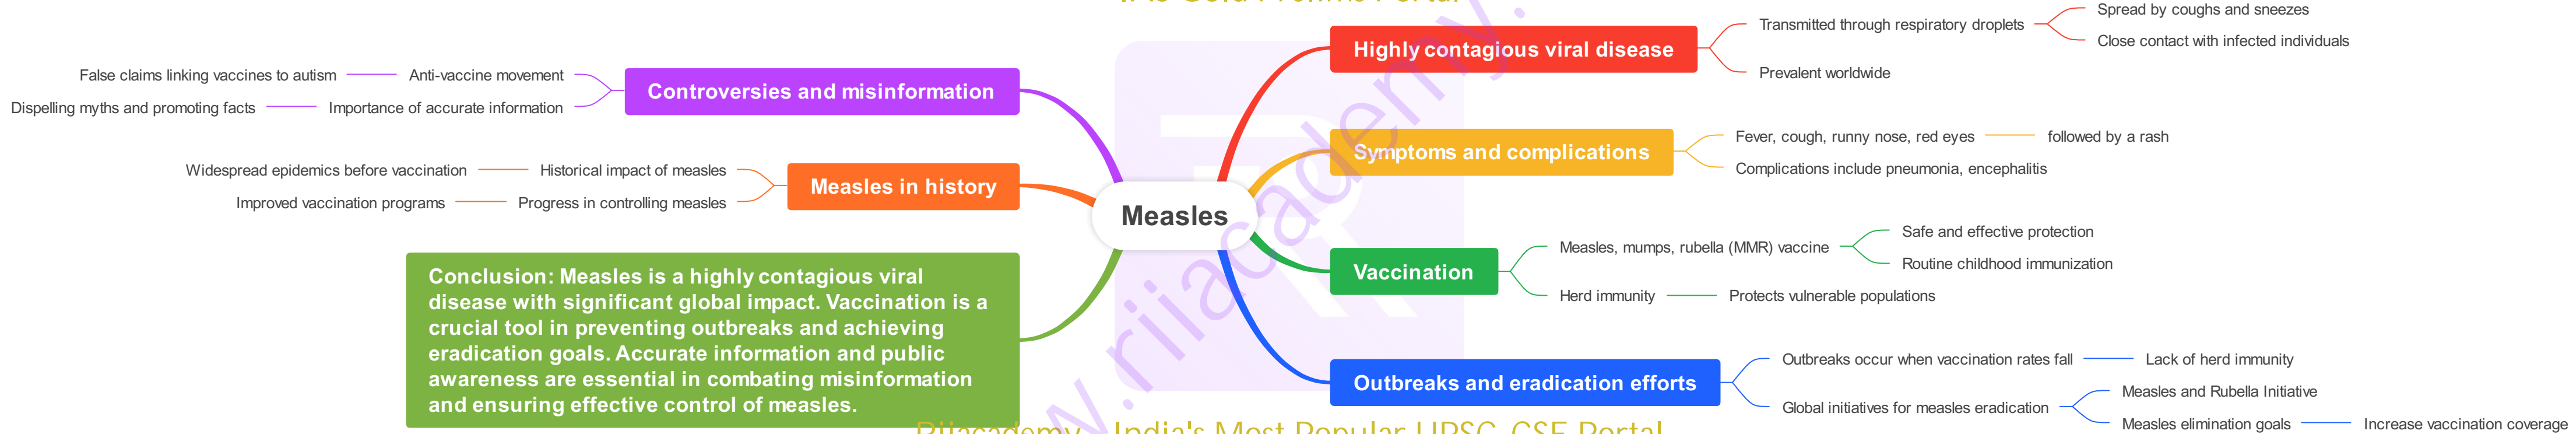 Measles
Highly contagious viral disease
Transmitted through respiratory droplets
Spread by coughs and sneezes
Close contact with infected individuals
Prevalent worldwide
Symptoms and complications
Fever, cough, runny nose, red eyes
followed by a rash
Complications include pneumonia, encephalitis
Vaccination
Measles, mumps, rubella (MMR) vaccine
Safe and effective protection
Routine childhood immunization
Herd immunity
Protects vulnerable populations
Outbreaks and eradication efforts
Outbreaks occur when vaccination rates fall
Lack of herd immunity
Global initiatives for measles eradication
Measles and Rubella Initiative
Measles elimination goals
Increase vaccination coverage
Controversies and misinformation
Anti-vaccine movement
False claims linking vaccines to autism
Importance of accurate information
Dispelling myths and promoting facts
Measles in history
Historical impact of measles
Widespread epidemics before vaccination
Progress in controlling measles
Improved vaccination programs
Conclusion: Measles is a highly contagious viral
disease with significant global impact. Vaccination is a
crucial tool in preventing outbreaks and achieving
eradication goals. Accurate information and public
awareness are essential in combating misinformation
and ensuring effective control of measles.
Rijacademy India's Most Popular UPSC CSE Portal